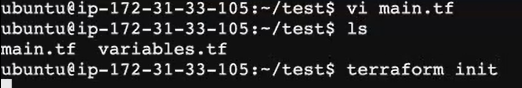 ubuntu@ip-172-31-33-105:~/test$ vi main.tf
ubuntu@ip-172-31-33-105:~/test$ ls
main.tf  variables.tf
ubuntu@ip-172-31-33-105:~/test$ terraform init